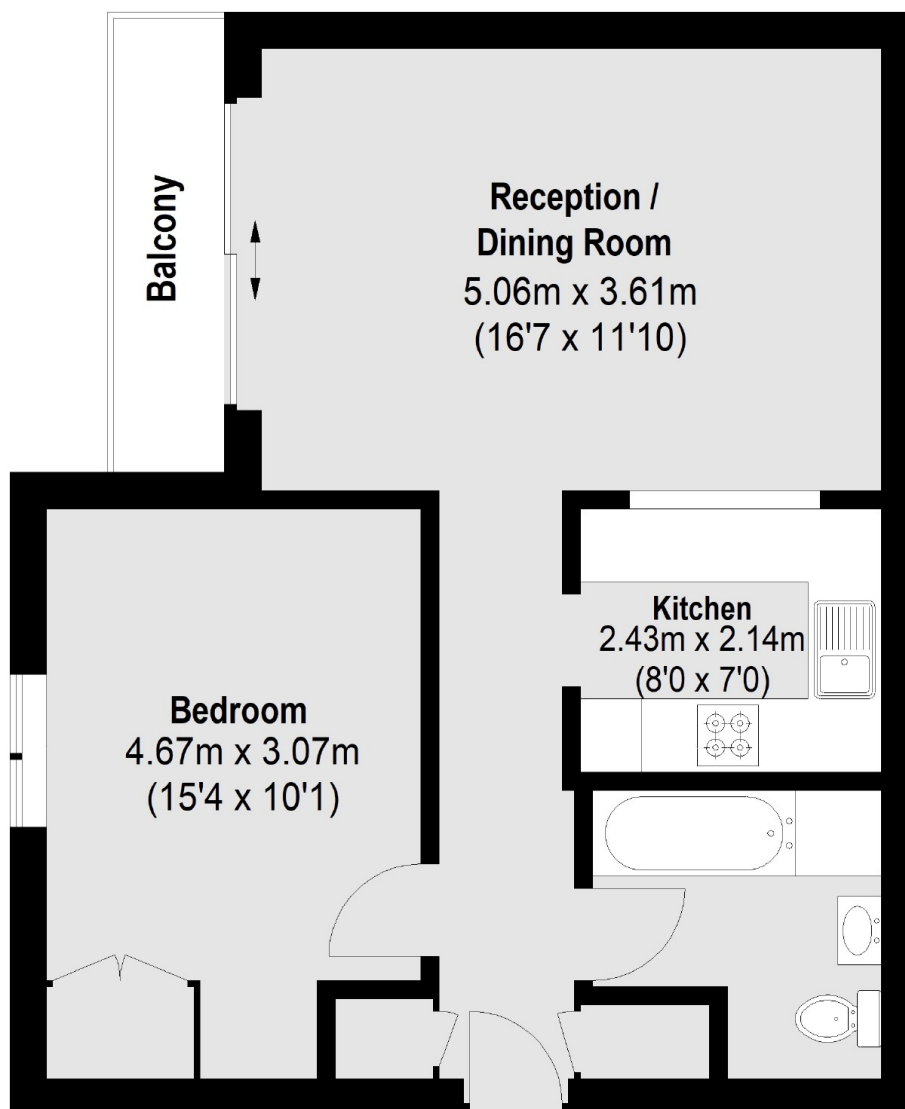 Balcony
Reception /
Dining Room
5.06m x 3.61m
(16'7 x 11'10)
Kitchen
2.43m x 2.14m
(8'0 x 7'0)
Bedroom
4.67m x 3.07m
(15'4 x 10'1)